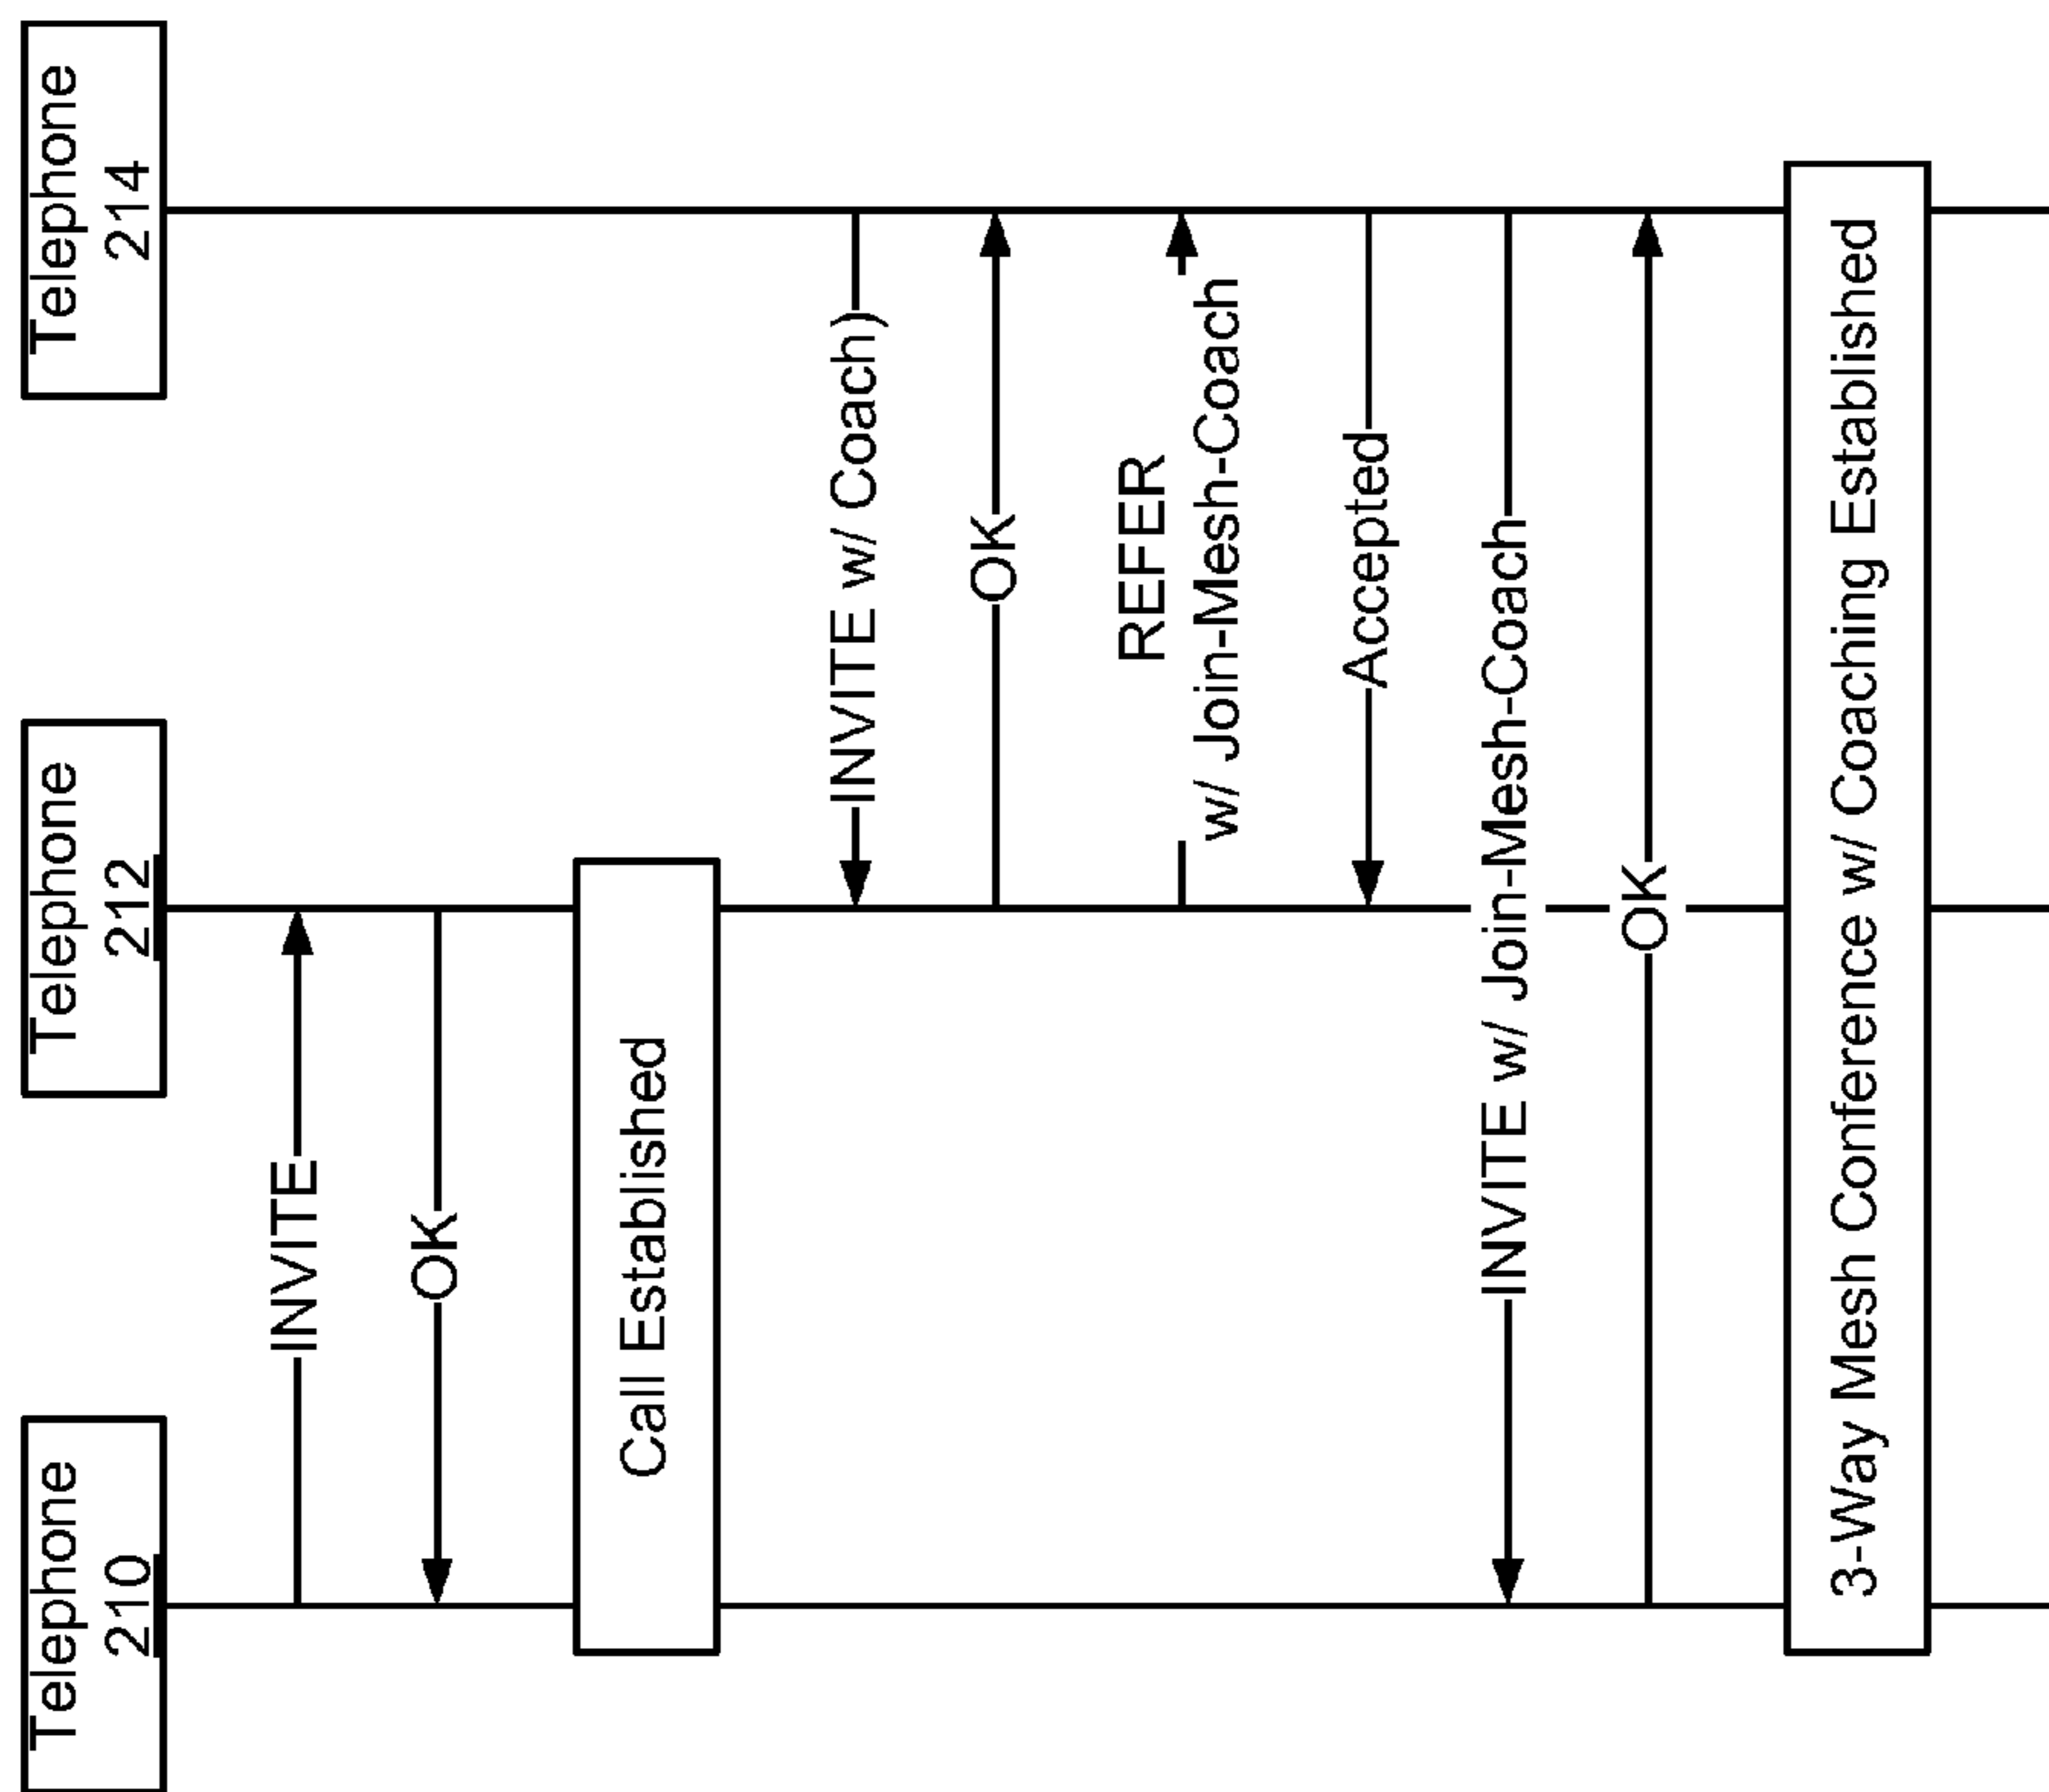 Telephone
210
Telephone
212
Telephone
214
INVITE
OK
Call Established
INVITE w/ Coach)
OK
REFER
w/ Join-Mesh-Coach
Accepted
INVITE w/ Join-Mesh-Coach
OK
3-Way Mesh Conference w/ Coaching Established